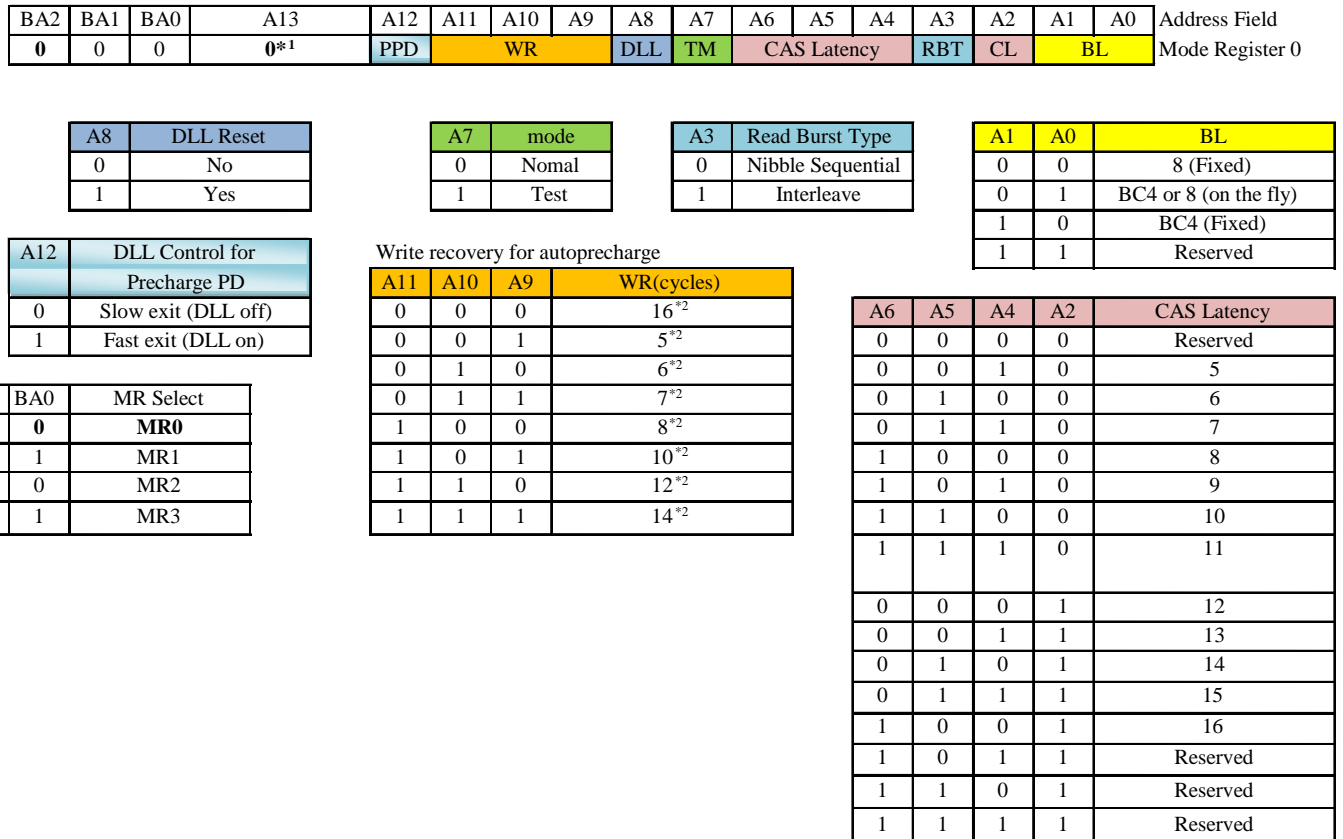 BA2 BA1 BA0 A13 A12 A11 A10 A9 A8 A7 A6 A5 A4 A3 A2 A1 A0 Address Field
0 0 0 0*1 PPD WR DLL TM CAS Latency RBT CL BL Mode Register 0
A8 DLL Reset
0 No
1 Yes
A7 mode
0 Nomal
1 Test
A3 Read Burst Type
0 Nibble Sequential
1 Interleave
A1 A0 BL
0 0 8 (Fixed)
0 1 BC4 or 8 (on the fly)
1 0 BC4 (Fixed)
1 1 Reserved
A12 DLL Control for
Precharge PD
0 Slow exit (DLL off)
1 Fast exit (DLL on)
BA0 MR Select
0 MR0
1 MR1
0 MR2
1 MR3
Write recovery for autoprecharge
A11 A10 A9 WR(cycles)
0 0 0 16*2
0 0 1 5*2
0 1 0 6*2
0 1 1 7*2
1 0 0 8*2
1 0 1 10*2
1 1 0 12*2
1 1 1 14*2
A6 A5 A4 A2 CAS Latency
0 0 0 0 Reserved
0 0 1 0 5
0 1 0 0 6
0 1 1 0 7
1 0 0 0 8
1 0 1 0 9
1 1 0 0 10
1 1 1 0 11
0 0 0 1 12
0 0 1 1 13
0 1 0 1 14
0 1 1 1 15
1 0 0 1 16
1 0 1 1 Reserved
1 1 0 1 Reserved
1 1 1 1 Reserved